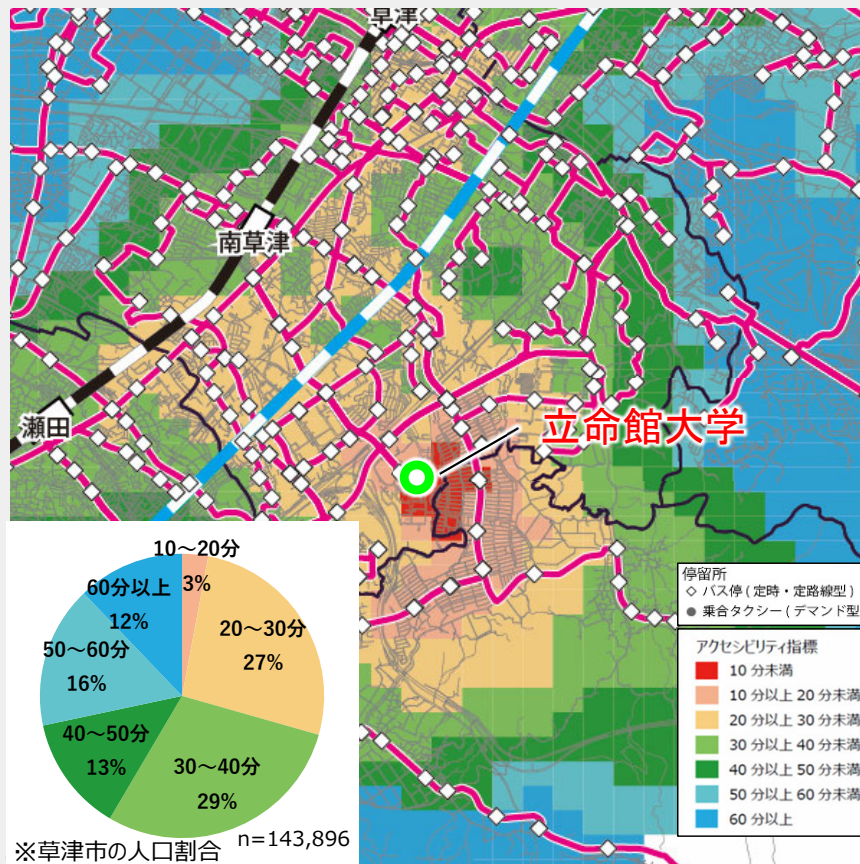 草津
南草津
瀬田
立命館大学
10～20分
3%
20～30分
27%
30～40分
29%
40～50分
13%
50～60分
16%
60分以上
12%
※草津市の人口割合
n=143,896
停留所
バス停 ( 定時・定路線型 )
乗合タクシー ( デマンド型
アクセシビリティ指標
10 分未満
10 分以上 20 分未満
20 分以上 30 分未満
30 分以上 40 分未満
40 分以上 50 分未満
50 分以上 60 分未満
60 分以上